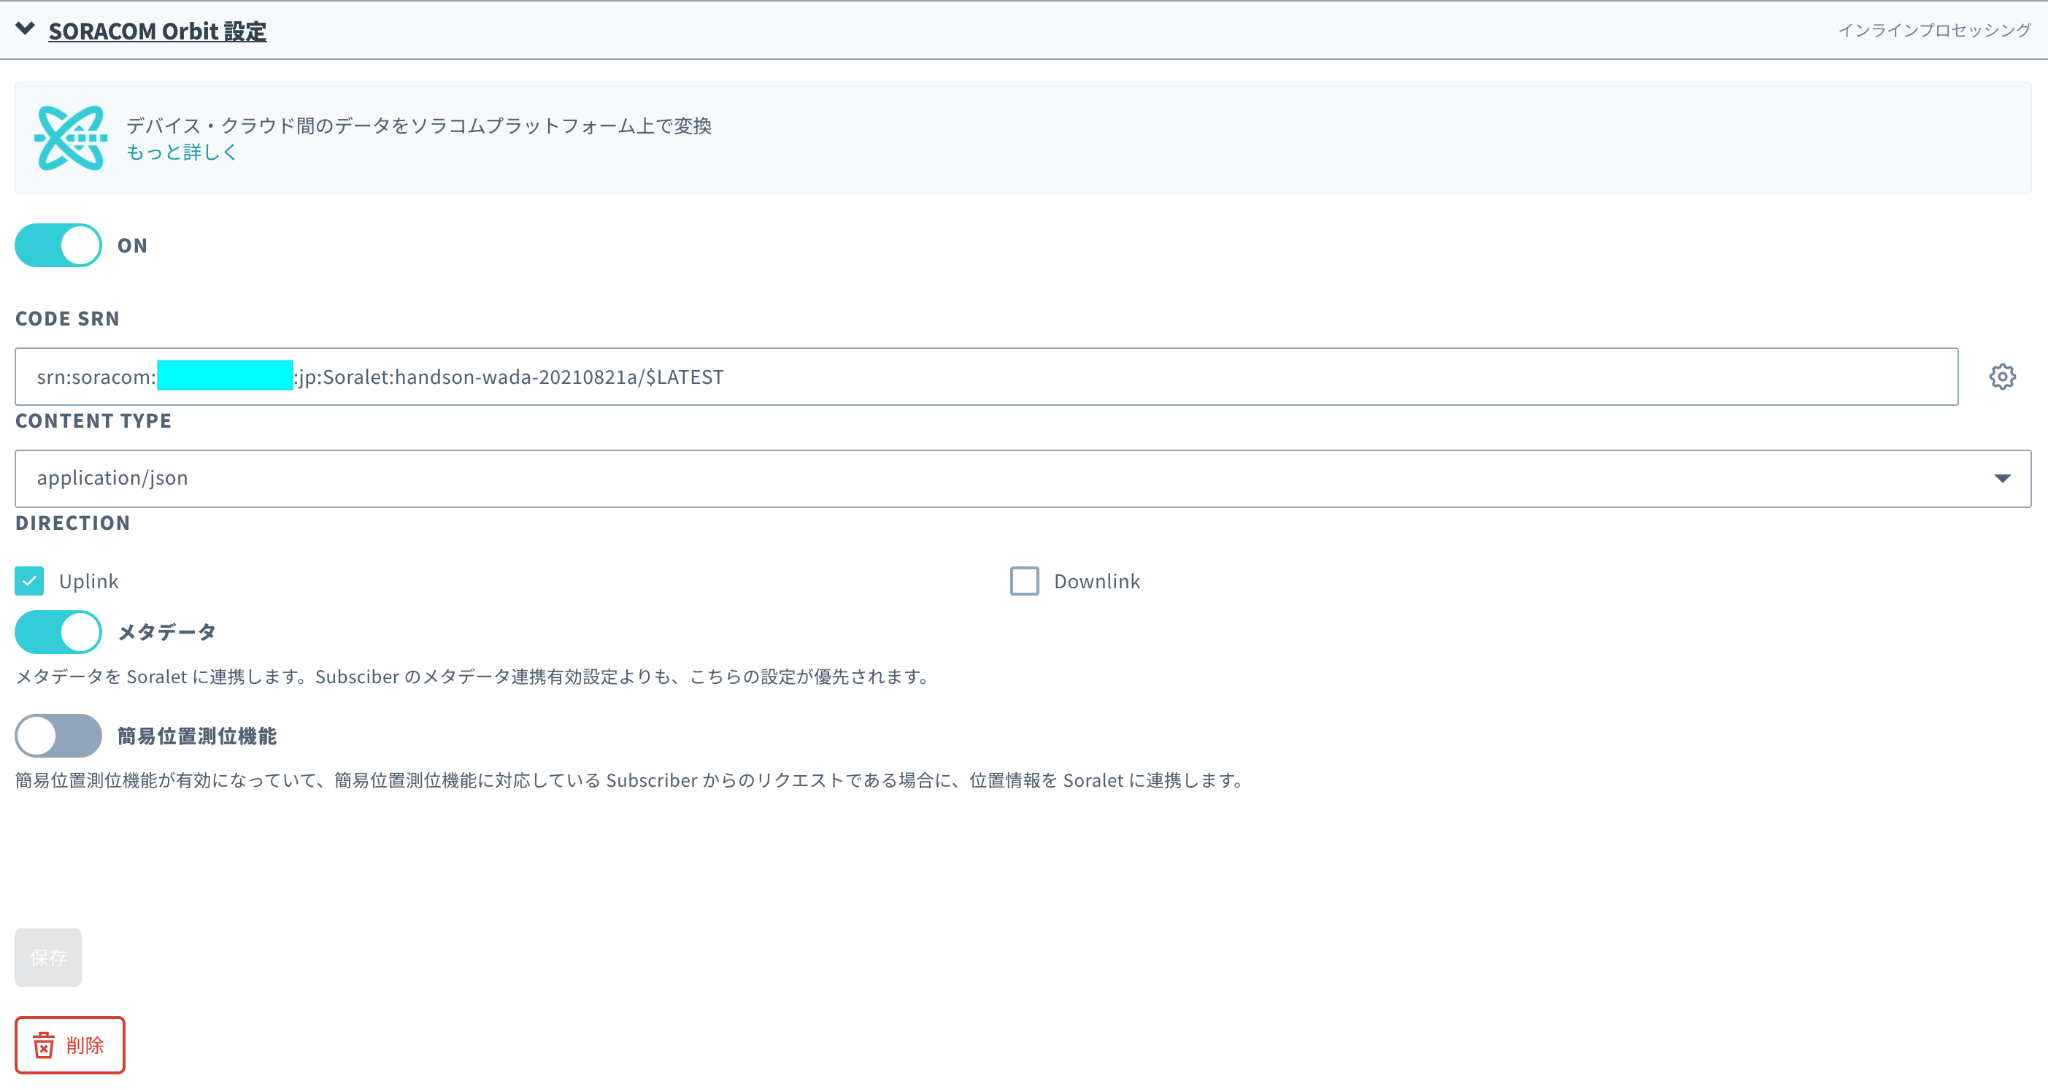 SORACOM Orbit 設定
インラインプロセッシング
デバイス・クラウド間のデータをソラコムプラットフォーム上で変換
もっと詳しく
ON
CODE SRN
srn:soracom: :jp:Soralet:handson-wada-20210821a/$LATEST
CONTENT TYPE
application/json
DIRECTION
Uplink
Downlink
メタデータ
メタデータを Soralet に連携します。Subsciber のメタデータ連携有効設定よりも、こちらの設定が優先されます。
簡易位置測位機能
簡易位置測位機能が有効になっていて、簡易位置測位機能に対応している Subscriber からのリクエストである場合に、位置情報を Soralet に連携します。
保存
削除